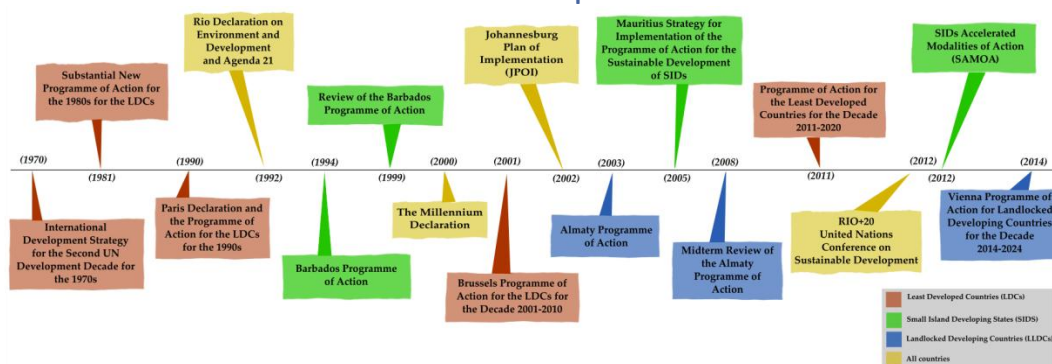 Rio Declaration on
Environment and
Development
and Agenda 21
Johannesburg
Plan of
Implementation
(JPOI)
Mauritius Strategy for
Implementation of the
Programme of Action for the
Sustainable Development
of SIDs
SIDs Accelerated
Modalities of Action
(SAMOA)
Substantial New
Programme of Action for
the 1980s for the LDCs
Review of the Barbados
Programme of Action
Programme of Action for
the Least Developed
Countries for the Decade
2011-2020
(1970)
(1981)
(1990)
(1992)
(1994)
(1999)
(2000)
(2001)
(2002)
(2003)
(2005)
(2008)
(2011)
(2012)
(2012)
(2014)
International
Development Strategy
for the Second UN
Development Decade for
the 1970s
Paris Declaration and
the Programme of
Action for the LDCs
for the 1990s
Barbados Programme
of Action
The Millennium
Declaration
Brussels Programme of
Action for the LDCs for
the Decade 2001-2010
Almaty Programme
of Action
Midterm Review of
the Almaty
Programme of
Action
RIO+20
United Nations
Conference on
Sustainable Development
Vienna Programme of
Action for Landlocked
Developing Countries
for the Decade
2014-2024
Least Developed Countries (LDCs)
Small Island Developing States (SIDS)
Landlocked Developing Countries (LLDCs)
All countries